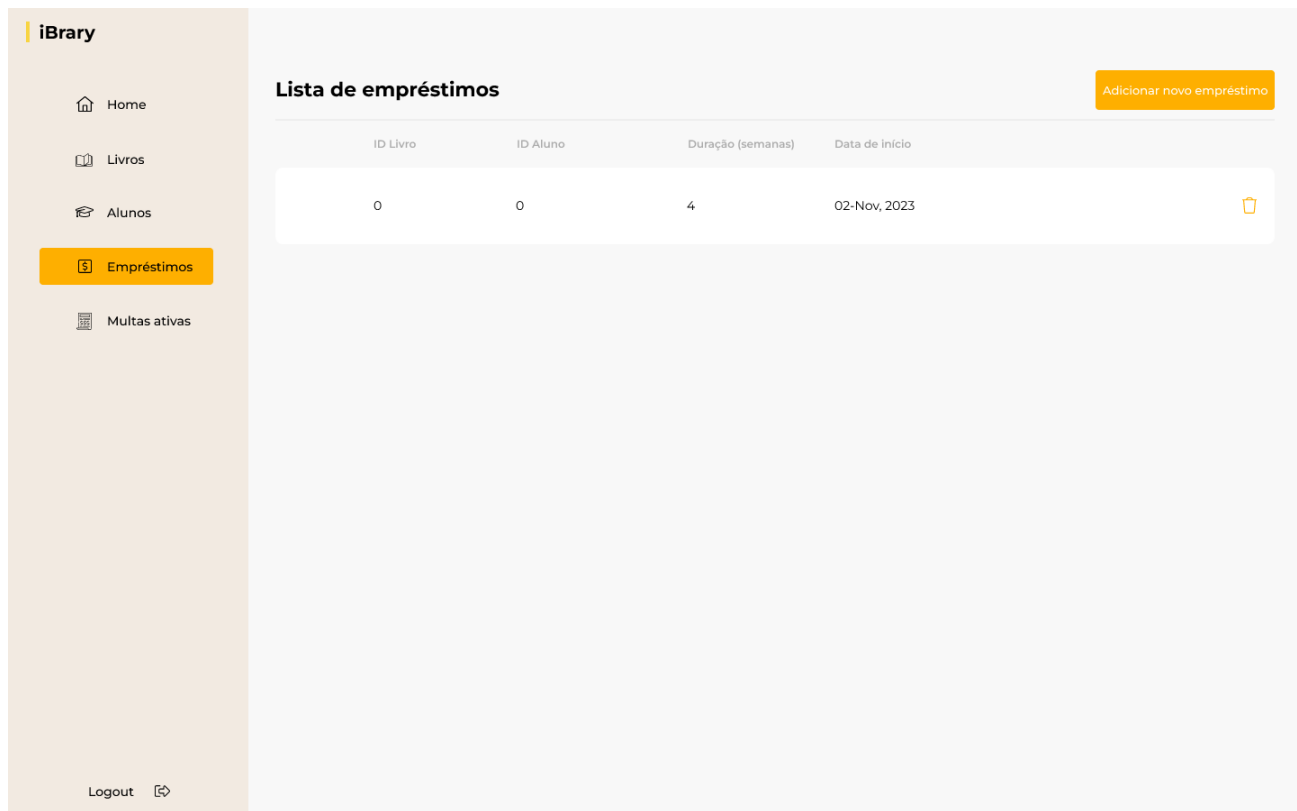 iBrary
Home
Livros
Alunos
Empréstimos
Multas ativas
Logout
Lista de empréstimos
Adicionar novo empréstimo
ID Livro ID Aluno Duração (semanas) Data de início
0 0 4 02-Nov, 2023